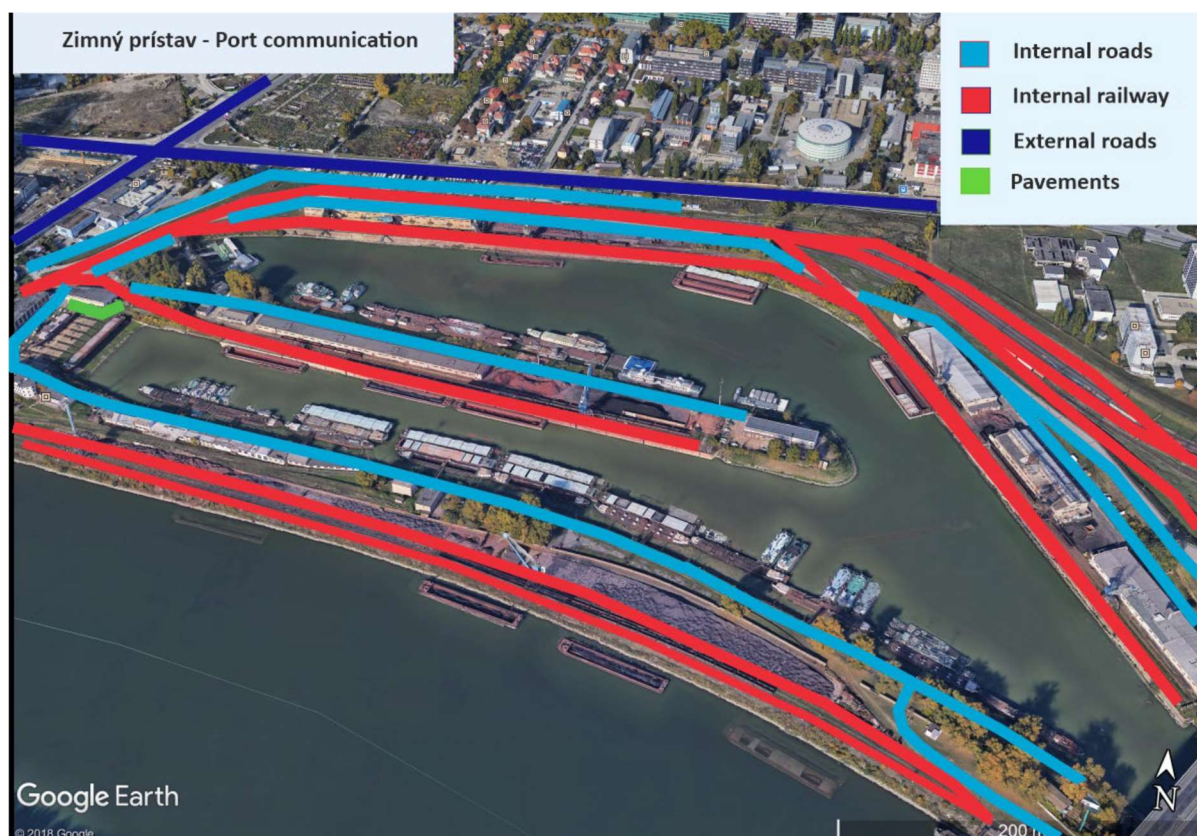 Zimný prístav - Port communication
Internal roads
Internal railway
External roads
Pavements
Google Earth
© 2018 Google
200 m
N